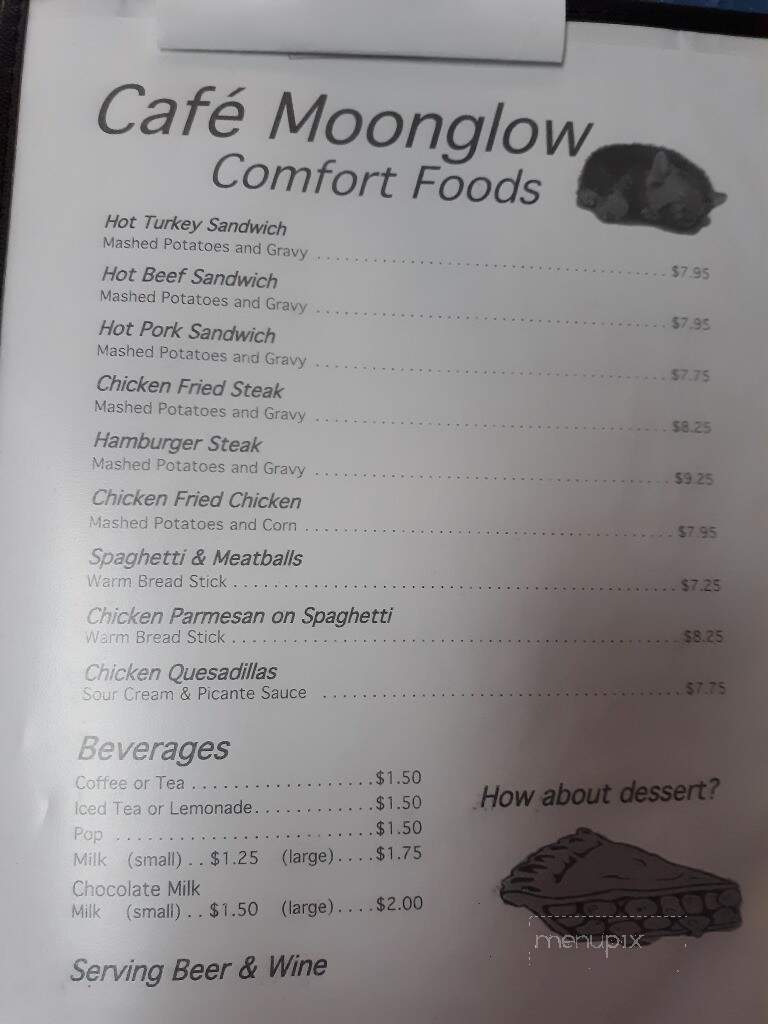 Café Moonglow
Comfort Foods
Hot Turkey Sandwich
Mashed Potatoes and Gravy $7.95
Hot Beef Sandwich
Mashed Potatoes and Gravy $7.95
Hot Pork Sandwich
Mashed Potatoes and Gravy $7.75
Chicken Fried Steak
Mashed Potatoes and Gravy $8.25
Hamburger Steak
Mashed Potatoes and Gravy $9.25
Chicken Fried Chicken
Mashed Potatoes and Corn $7.95
Spaghetti & Meatballs
Warm Bread Stick $7.25
Chicken Parmesan on Spaghetti
Warm Bread Stick $8.25
Chicken Quesadillas
Sour Cream & Picante Sauce $7.75
Beverages
Coffee or Tea $1.50
Iced Tea or Lemonade $1.50
Pop $1.50
Milk (small) $1.25 (large) $1.75
Chocolate Milk
Milk (small) $1.50 (large) $2.00
Serving Beer & Wine
How about dessert?
menupix